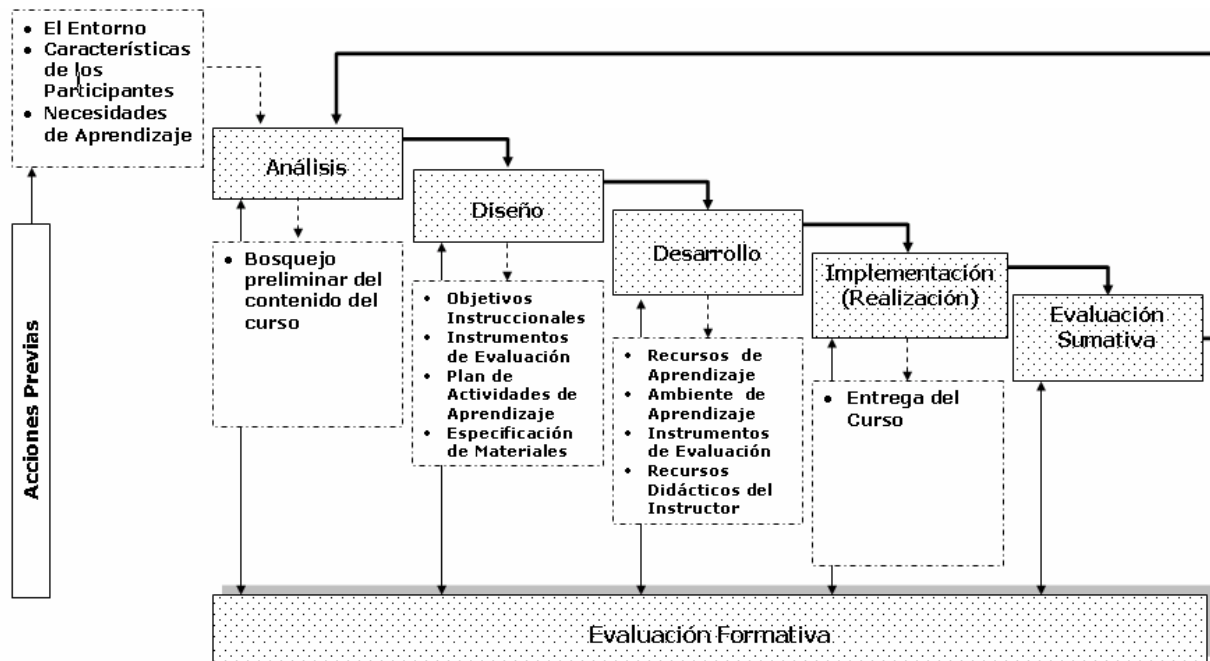 • El Entorno
• Características
de los
Participantes
• Necesidades
de Aprendizaje
Acciones Previas
Análisis
• Bosquejo
preliminar del
contenido del
curso
Diseño
• Objetivos
Instruccionales
• Instrumentos
de Evaluación
• Plan de
Actividades de
Aprendizaje
• Especificación
de Materiales
Desarrollo
• Recursos de
Aprendizaje
• Ambiente de
Aprendizaje
• Instrumentos
de Evaluación
• Recursos
Didácticos del
Instructor
Implementación
(Realización)
• Entrega del
Curso
Evaluación
Sumativa
Evaluación Formativa